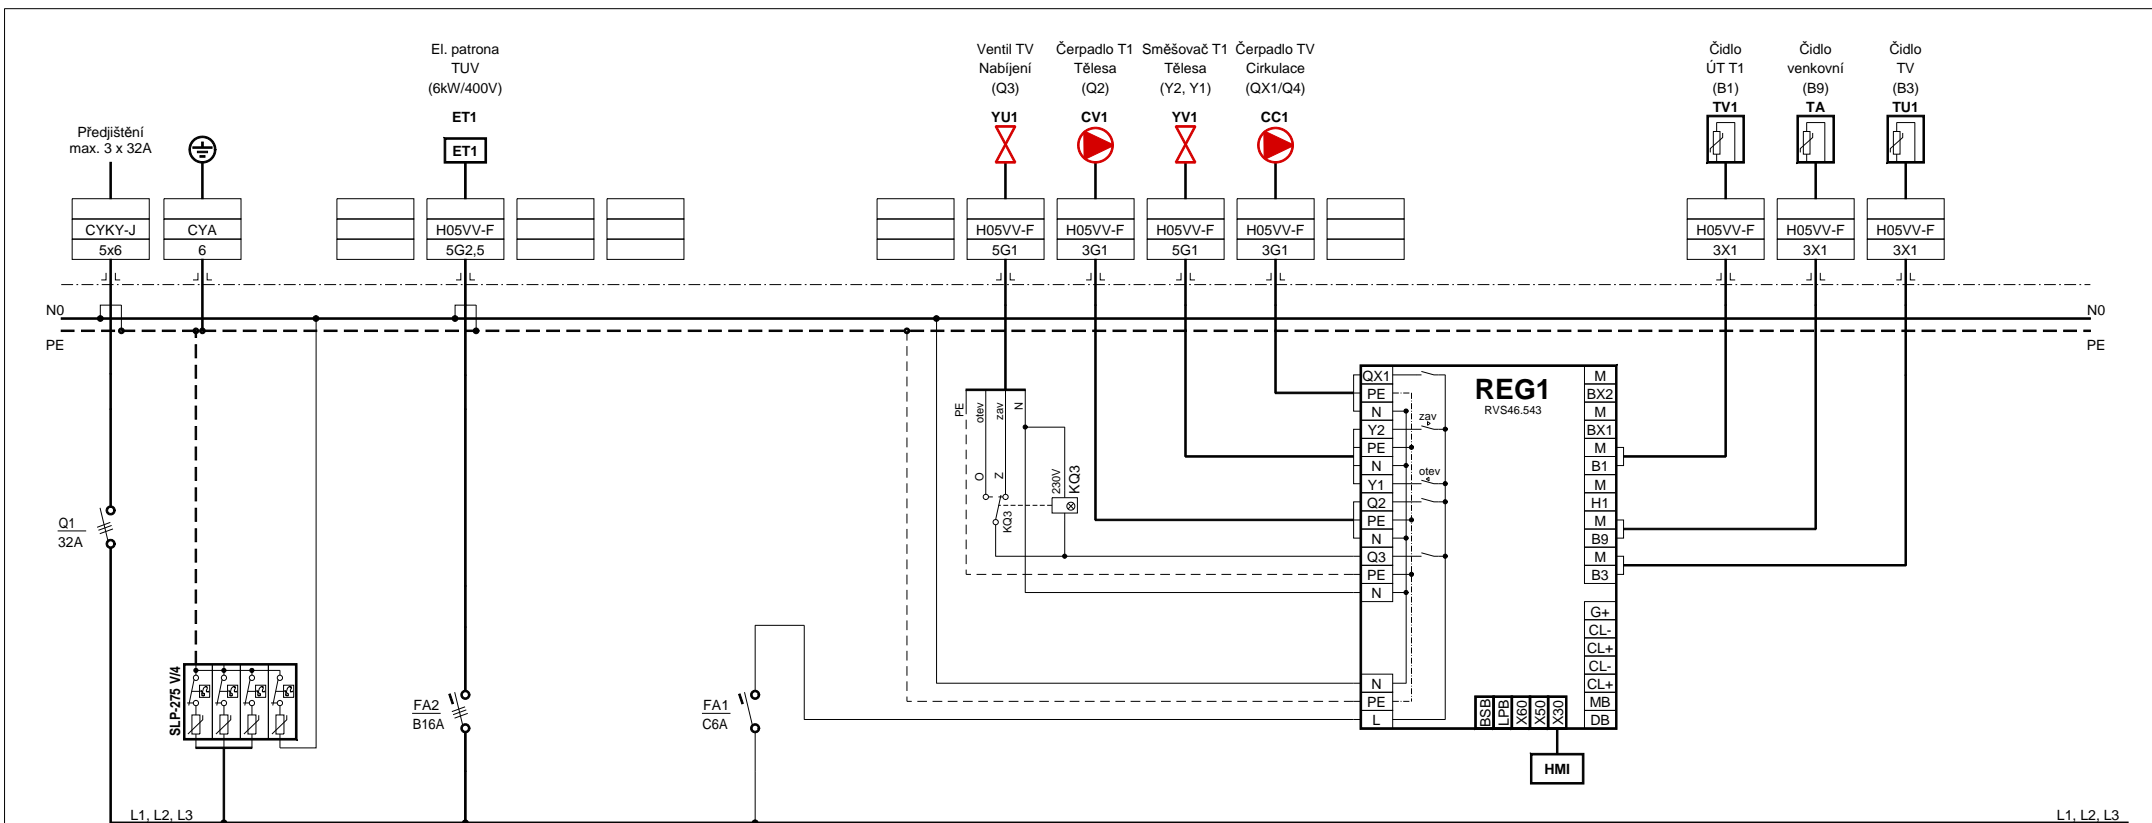 El. patrona
TUV
(6kW/400V)
ET1
ET1
Předjištění
max. 3 x 32A
Ventil TV
Nabíjení
(Q3)
YU1
Čerpadlo T1
Tělesa
(Q2)
CV1
Směšovač T1
Tělesa
(Y2, Y1)
YV1
Čerpadlo TV
Cirkulace
(QX1/Q4)
CC1
Čidlo
ÚT T1
(B1)
TV1
Čidlo
venkovní
(B9)
TA
Čidlo
TV
(B3)
TU1
CYKY-J
5x6
CYA
6
H05VV-F
5G2,5
H05VV-F
5G1
H05VV-F
3G1
H05VV-F
5G1
H05VV-F
3G1
H05VV-F
3X1
H05VV-F
3X1
H05VV-F
3X1
N0
N0
PE
PE
PE
otev
zav
N
O
Z
KQ3
230V
KQ3
Q1
32A
SLP-275 V/4
FA2
B16A
FA1
C6A
REG1
RVS46.543
QX1
PE
N
Y2
PE
N
Y1
Q2
PE
N
Q3
PE
N
N
PE
L
zav
otev
M
BX2
M
BX1
M
B1
M
H1
M
B9
M
B3
G+
CL-
CL+
CL-
CL+
MB
DB
BSB
LPB
X60
X50
X30
HMI
L1, L2, L3
L1, L2, L3